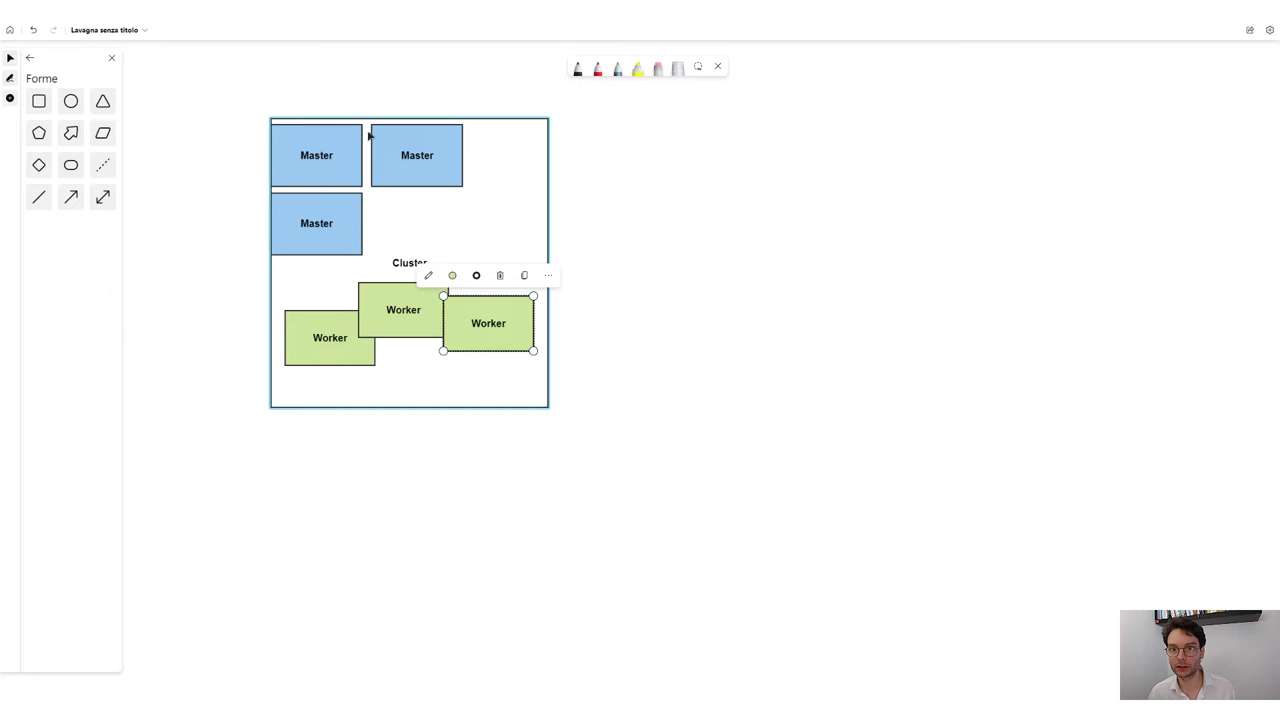 Lavagna senza titolo
Forme
Master
Master
Master
Cluster
Worker
Worker
Worker